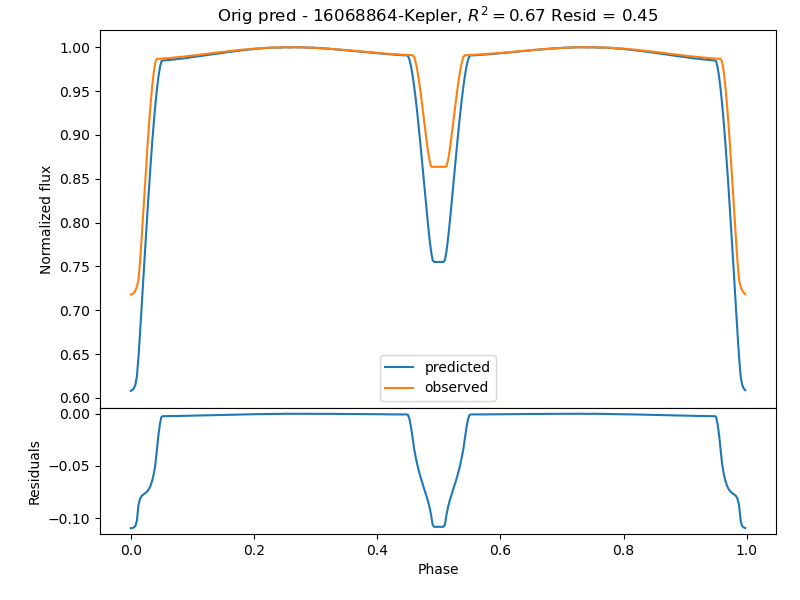 Orig pred - 16068864-Kepler, R² = 0.67 Resid = 0.45
Normalized flux
1.00
0.95
0.90
0.85
0.80
0.75
0.70
0.65
0.60
predicted
observed
Residuals
0.00
−0.05
−0.10
0.0 0.2 0.4 0.6 0.8 1.0
Phase